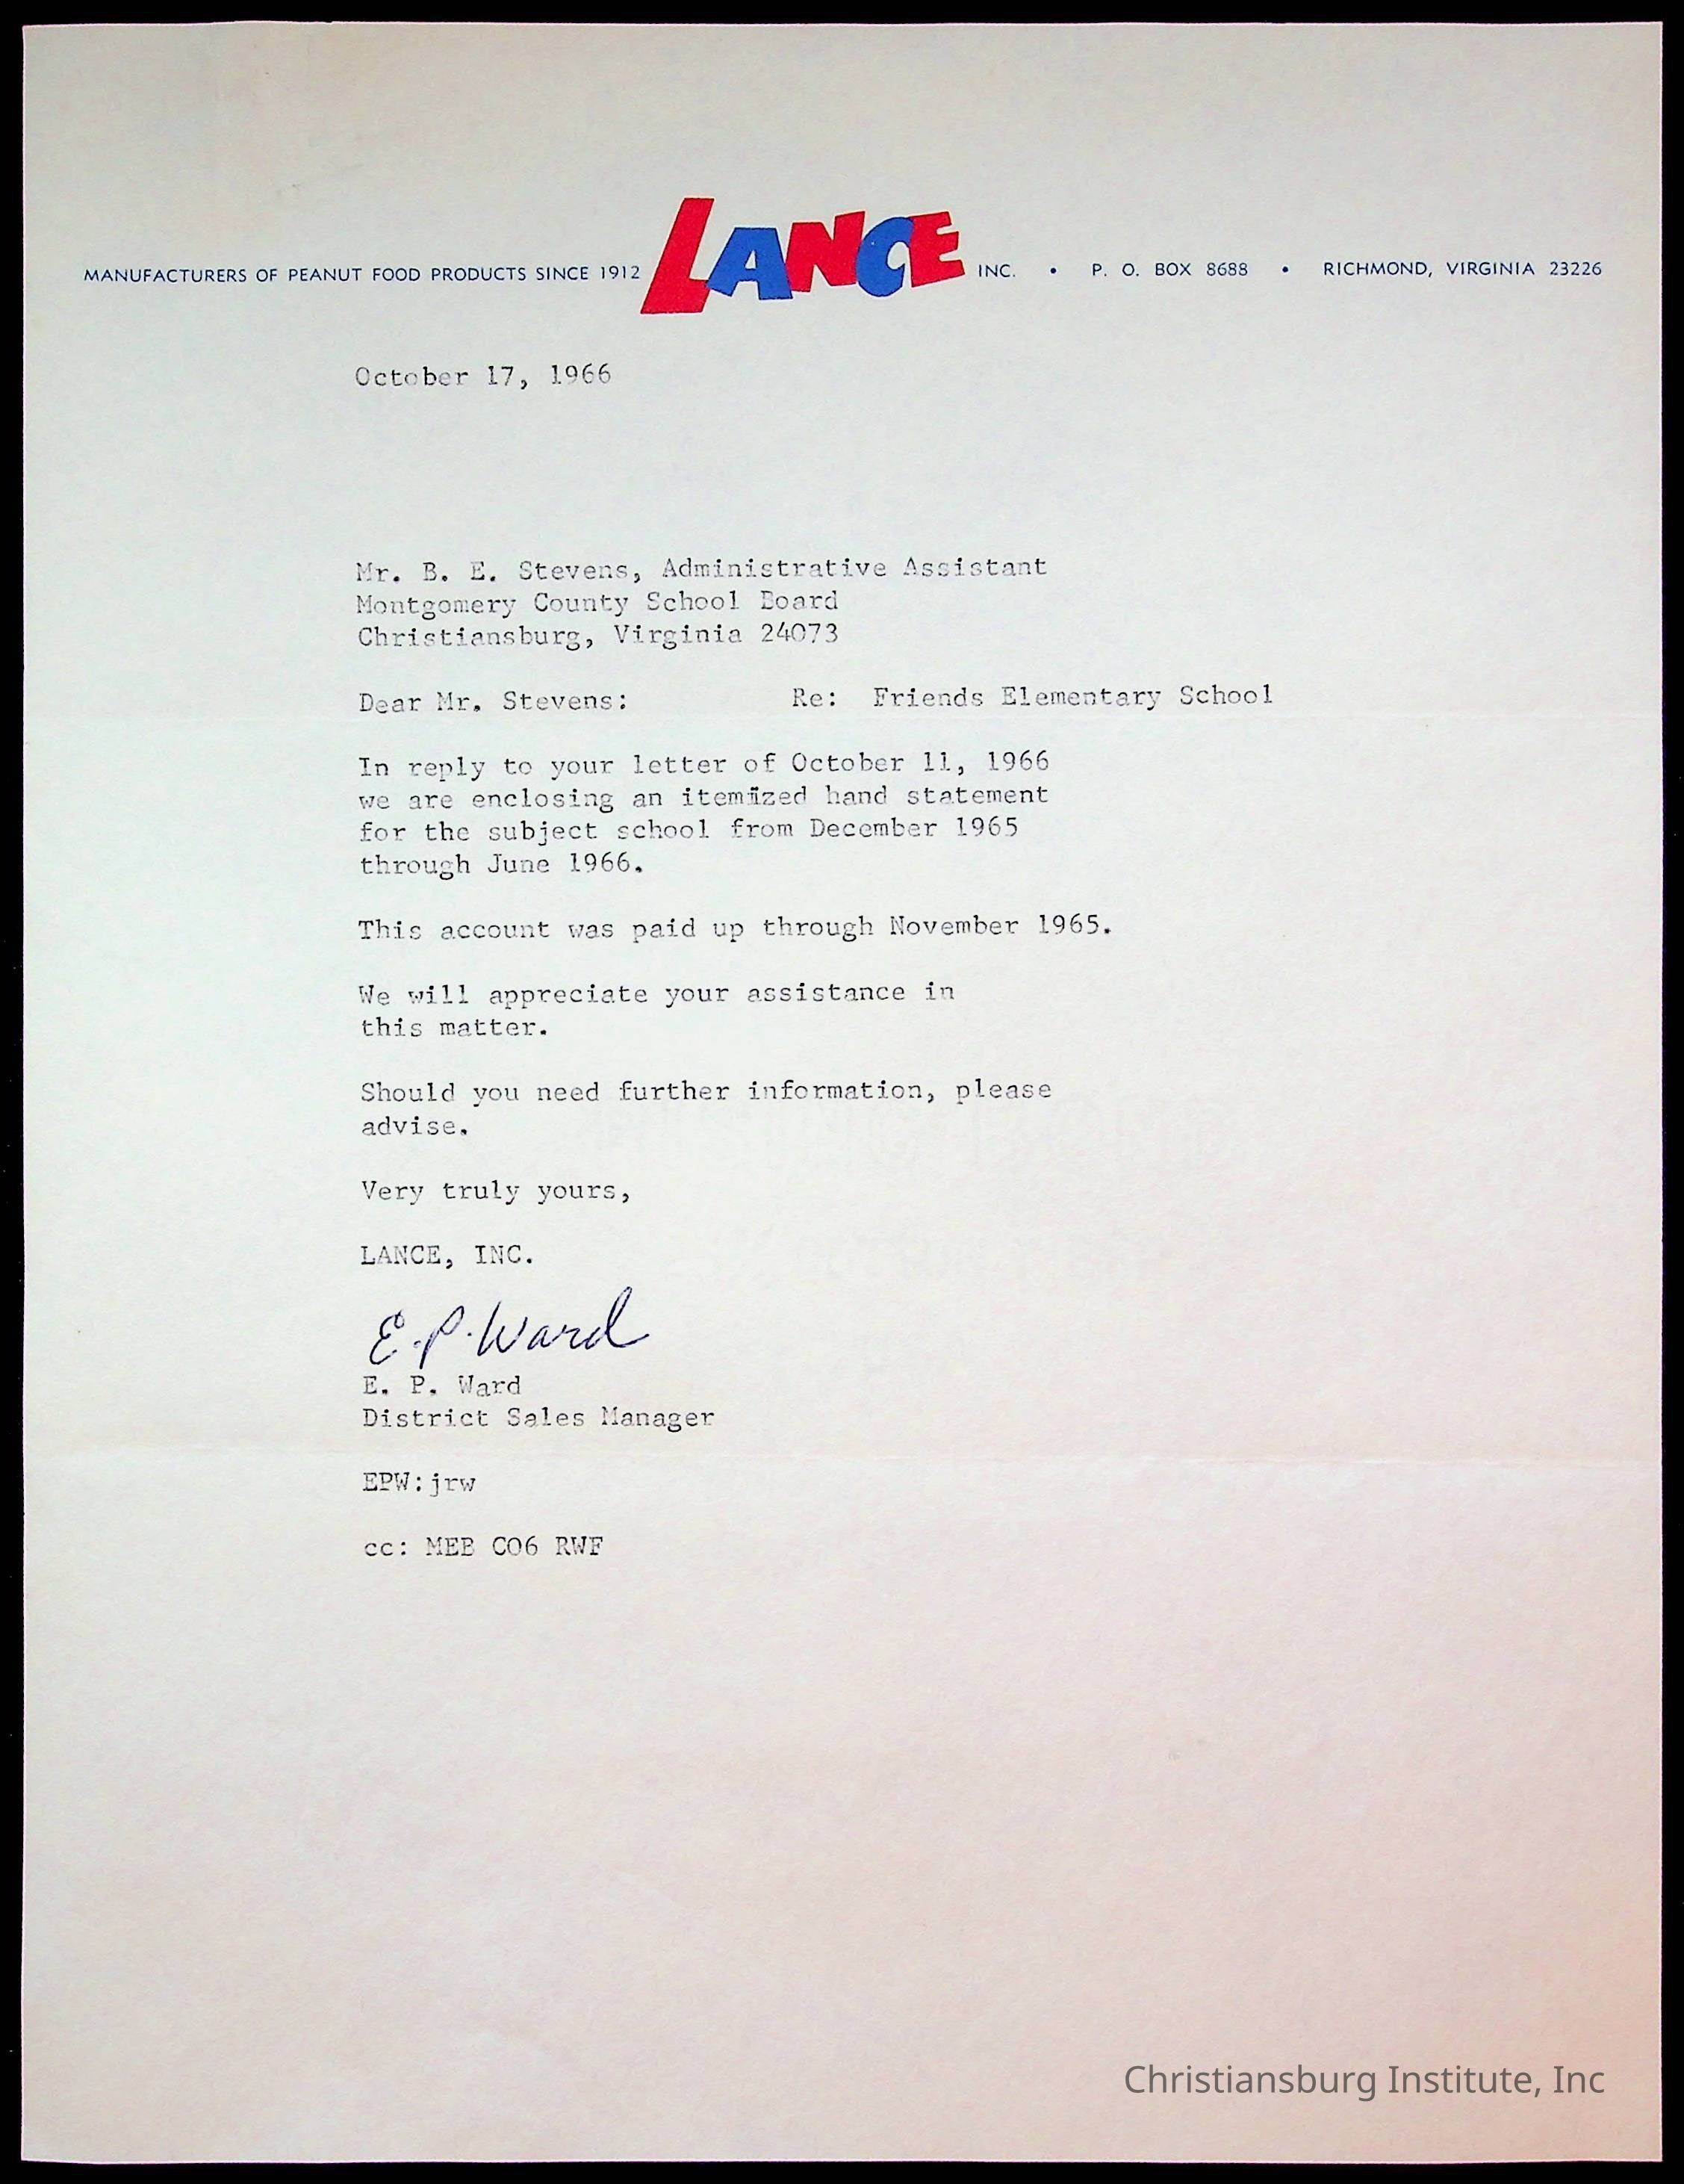 MANUFACTURERS OF PEANUT FOOD PRODUCTS SINCE 1912 LANCE INC. • P. O. BOX 8688 • RICHMOND, VIRGINIA 23226
October 17, 1966
Mr. B. E. Stevens, Administrative Assistant
Montgomery County School Board
Christiansburg, Virginia 24073
Dear Mr. Stevens: Re: Friends Elementary School
In reply to your letter of October 11, 1966
we are enclosing an itemized hand statement
for the subject school from December 1965
through June 1966.
This account was paid up through November 1965.
We will appreciate your assistance in
this matter.
Should you need further information, please
advise.
Very truly yours,
LANCE, INC.
E. P. Ward
E. P. Ward
District Sales Manager
EPW:jrw
cc: MEB CO6 RWF
Christiansburg Institute, Inc